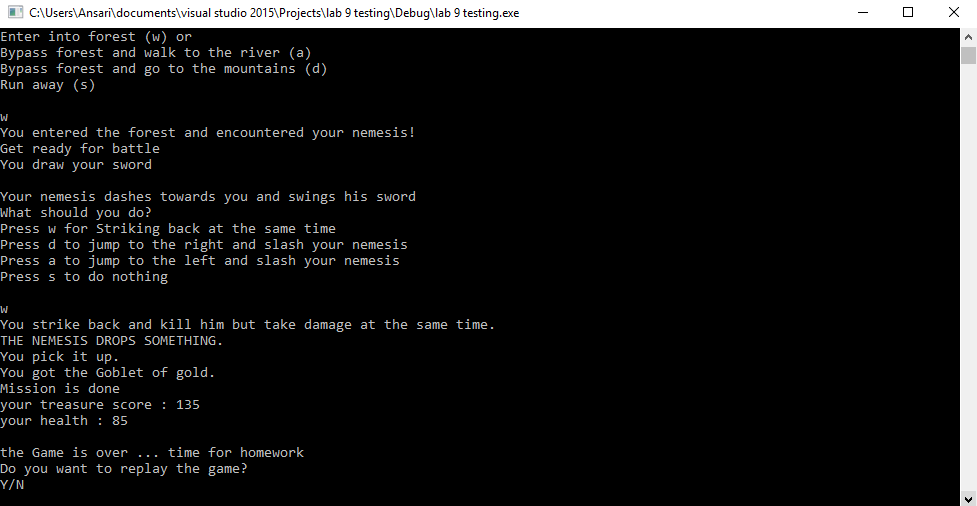 C:\Users\Ansari\documents\visual studio 2015\Projects\lab 9 testing\Debug\lab 9 testing.exe
Enter into forest (w) or
Bypass forest and walk to the river (a)
Bypass forest and go to the mountains (d)
Run away (s)
w
You entered the forest and encountered your nemesis!
Get ready for battle
You draw your sword
Your nemesis dashes towards you and swings his sword
What should you do?
Press w for Striking back at the same time
Press d to jump to the right and slash your nemesis
Press a to jump to the left and slash your nemesis
Press s to do nothing
w
You strike back and kill him but take damage at the same time.
THE NEMESIS DROPS SOMETHING.
You pick it up.
You got the Goblet of gold.
Mission is done
your treasure score : 135
your health : 85
the Game is over ... time for homework
Do you want to replay the game?
Y/N